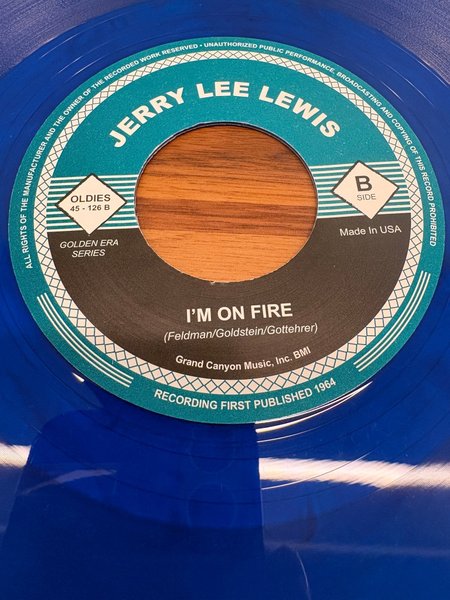 ALL RIGHTS OF THE MANUFACTURER AND THE OWNER OF THE RECORDED WORK RESERVED - UNAUTHORIZED PUBLIC PERFORMANCE, BROADCASTING AND COPYING OF THIS RECORD PROHIBITED
JERRY LEE LEWIS
OLDIES
45 - 126 B
GOLDEN ERA
SERIES
B
SIDE
Made In USA
I'M ON FIRE
(Feldman/Goldstein/Gottehrer)
Grand Canyon Music, Inc. BMI
RECORDING FIRST PUBLISHED 1964